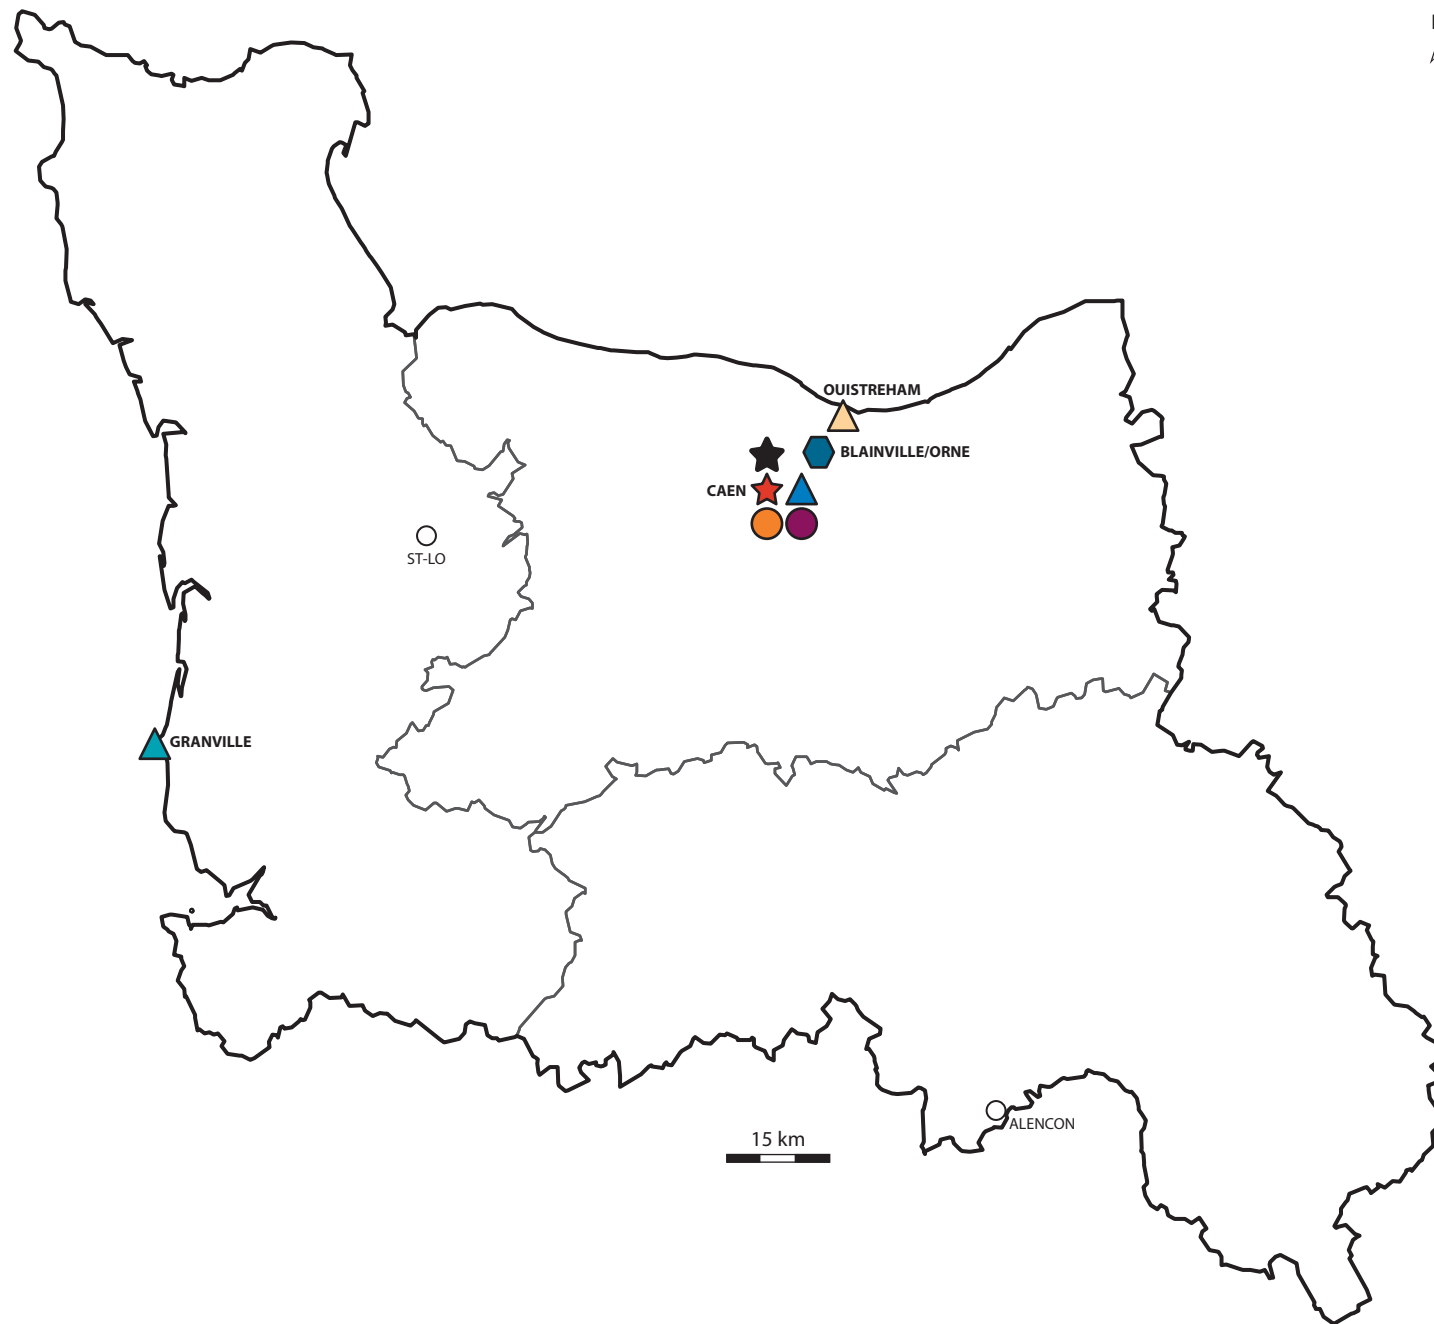 OUISTREHAM
BLAINVILLE/ORNE
CAEN
ST-LO
GRANVILLE
ALENCON
15 km